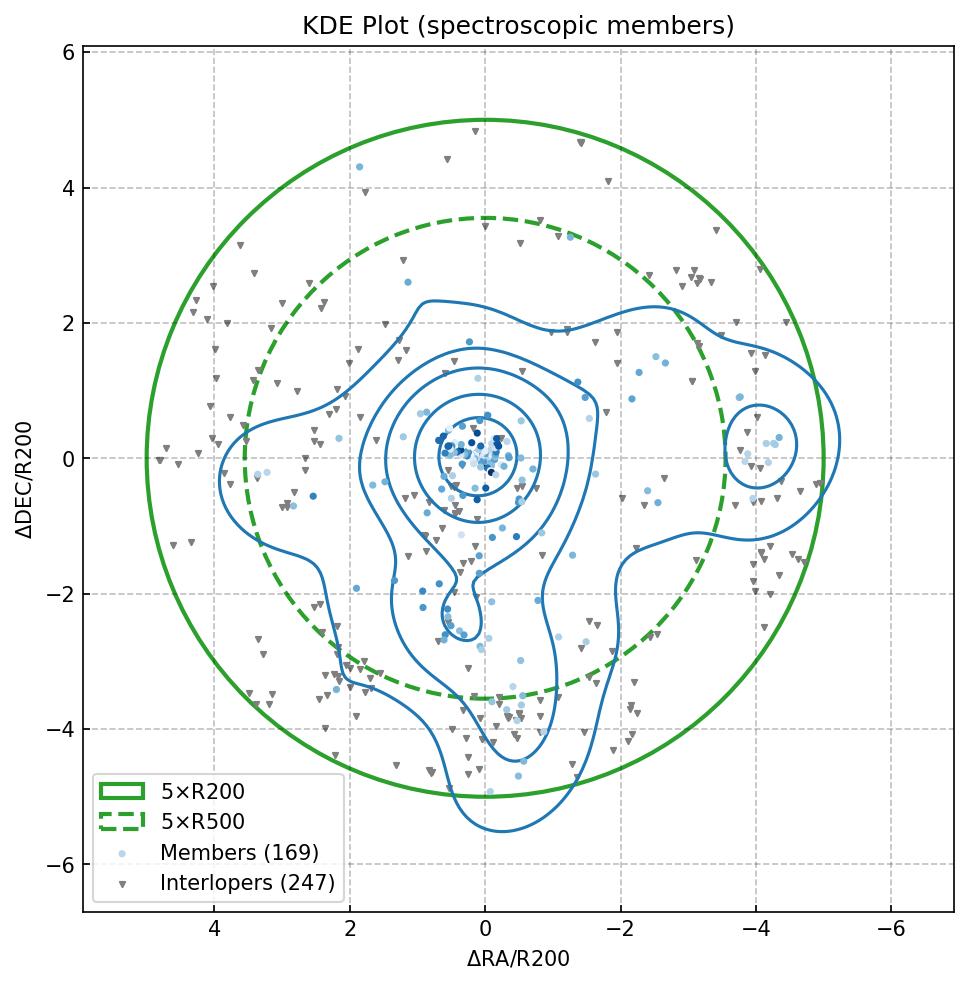 KDE Plot (spectroscopic members)
6
4
2
0
−2
−4
−6
ΔDEC/R200
5×R200
5×R500
Members (169)
Interlopers (247)
4 2 0 −2 −4 −6
ΔRA/R200